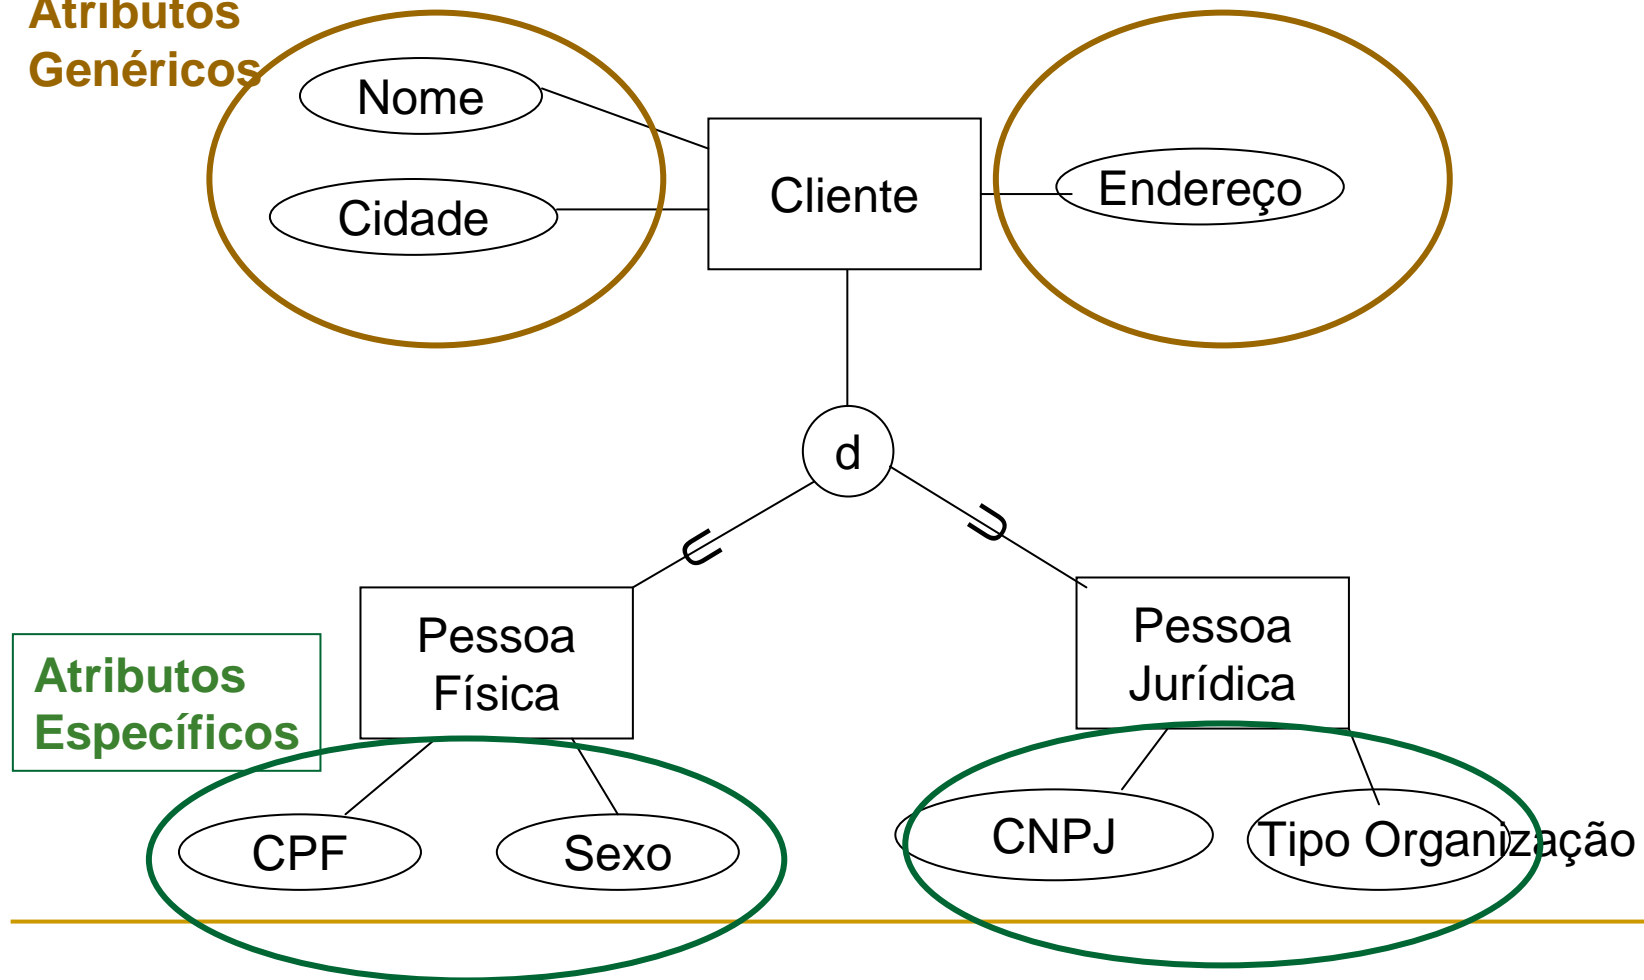 Atributos
Genéricos
Nome
Cidade
Cliente
Endereço
d
Pessoa
Física
Pessoa
Jurídica
Atributos
Específicos
CPF
Sexo
CNPJ
Tipo Organização